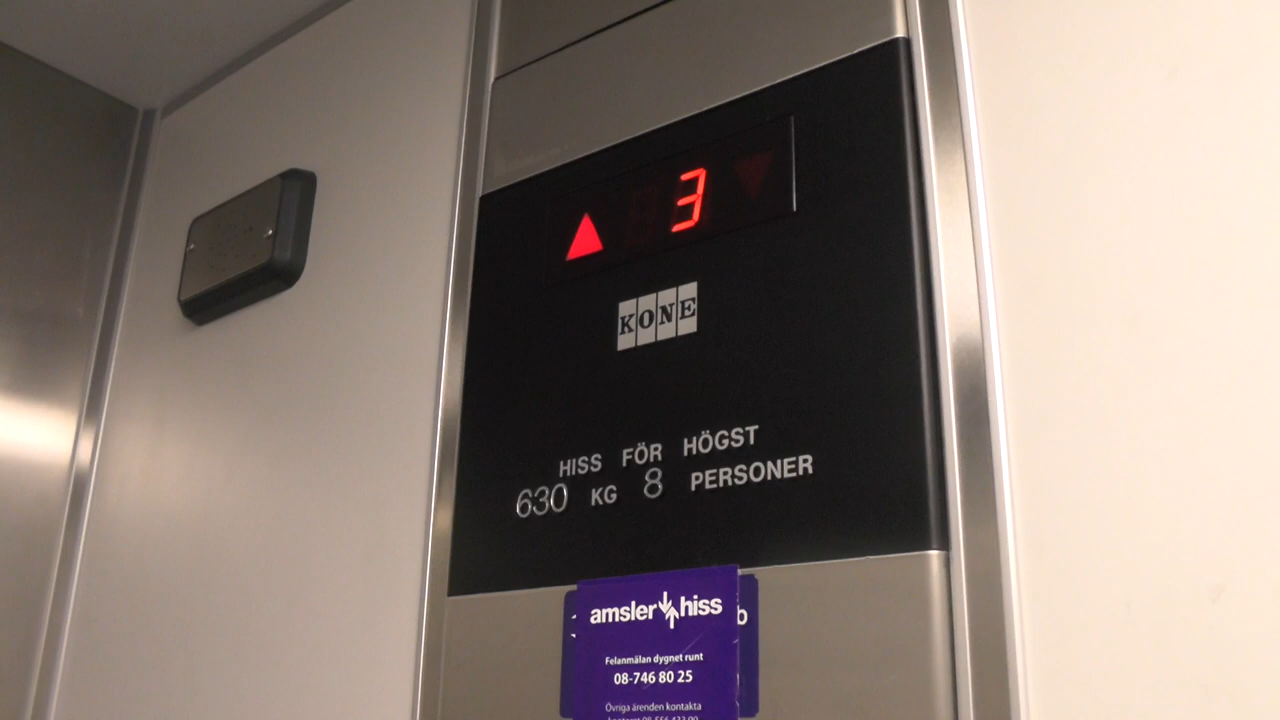 3
KONE
HISS FÖR HÖGST
630 KG 8 PERSONER
amsler hiss
b
Felanmälan dygnet runt
08-746 80 25
Övriga ärenden kontakta